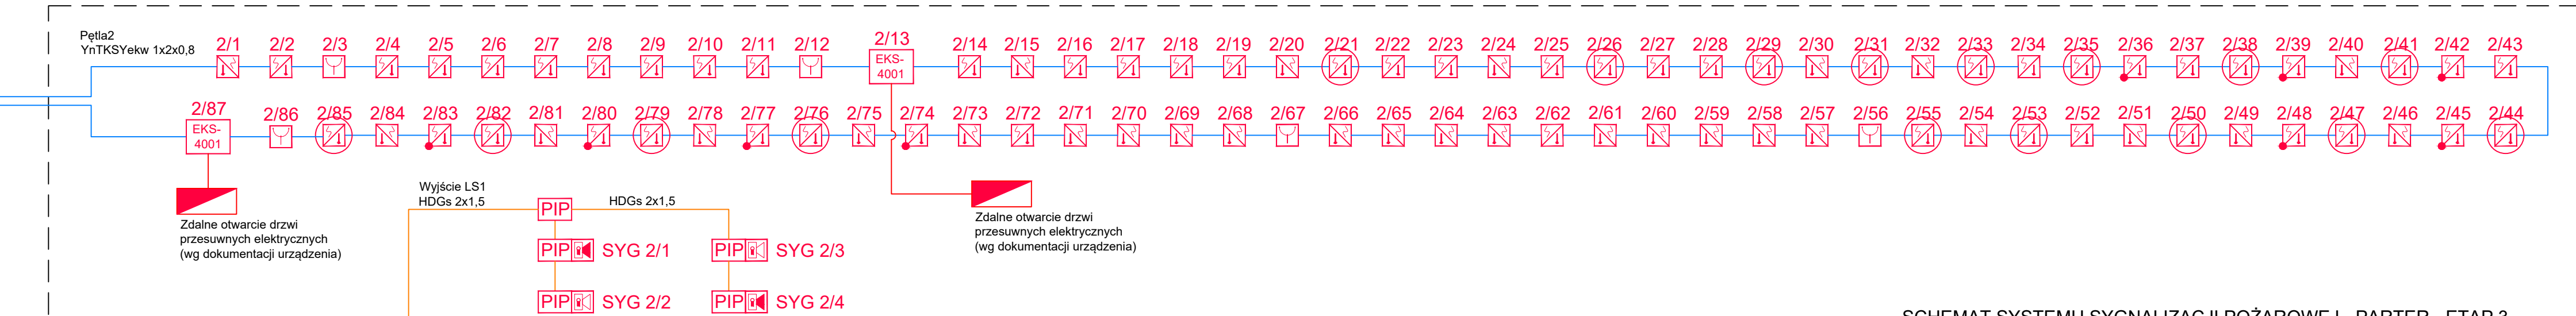 Pętla2
YnTKSYekw 1x2x0,8
2/1 2/2 2/3 2/4 2/5 2/6 2/7 2/8 2/9 2/10 2/11 2/12 2/13 2/14 2/15 2/16 2/17 2/18 2/19 2/20 2/21 2/22 2/23 2/24 2/25 2/26 2/27 2/28 2/29 2/30 2/31 2/32 2/33 2/34 2/35 2/36 2/37 2/38 2/39 2/40 2/41 2/42 2/43
EKS-
4001
2/87 2/86 2/85 2/84 2/83 2/82 2/81 2/80 2/79 2/78 2/77 2/76 2/75 2/74 2/73 2/72 2/71 2/70 2/69 2/68 2/67 2/66 2/65 2/64 2/63 2/62 2/61 2/60 2/59 2/58 2/57 2/56 2/55 2/54 2/53 2/52 2/51 2/50 2/49 2/48 2/47 2/46 2/45 2/44
EKS-
4001
Zdalne otwarcie drzwi
przesuwnych elektrycznych
(wg dokumentacji urządzenia)
Wyjście LS1
HDGs 2x1,5
PIP
HDGs 2x1,5
PIP SYG 2/1
PIP SYG 2/3
PIP SYG 2/2
PIP SYG 2/4
Zdalne otwarcie drzwi
przesuwnych elektrycznych
(wg dokumentacji urządzenia)
SCHEMAT SYSTEMU SYGNALIZACJI POŻAROWEJ - PARTER - ETAP 3